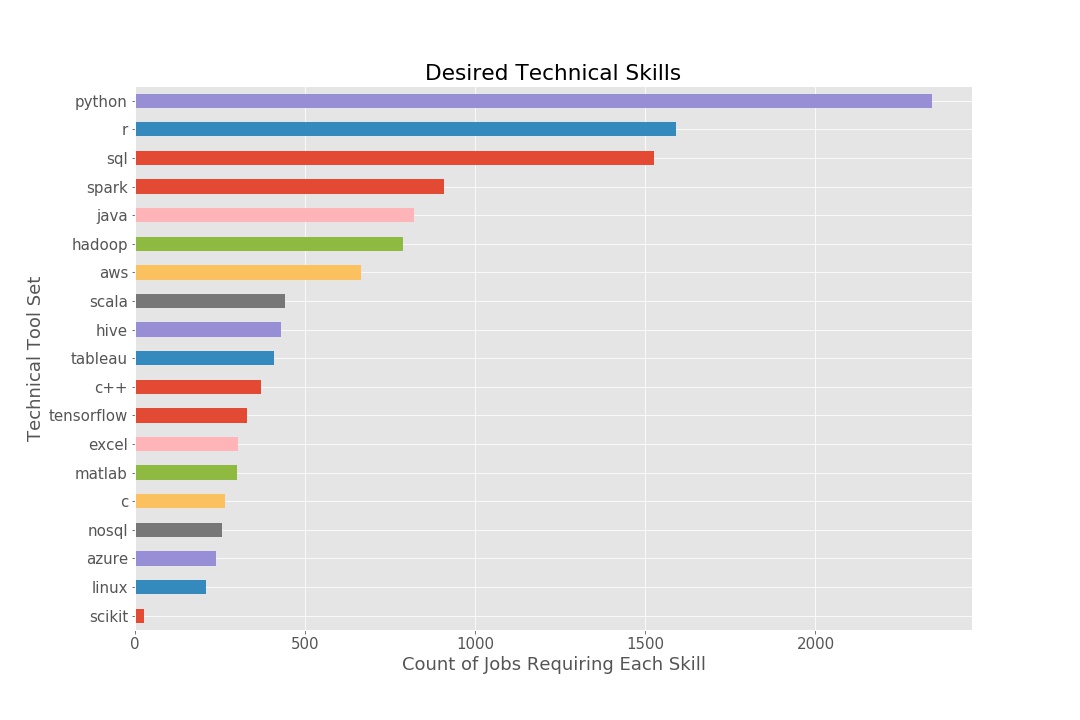 Desired Technical Skills
Technical Tool Set
python
r
sql
spark
java
hadoop
aws
scala
hive
tableau
c++
tensorflow
excel
matlab
c
nosql
azure
linux
scikit
0 500 1000 1500 2000
Count of Jobs Requiring Each Skill